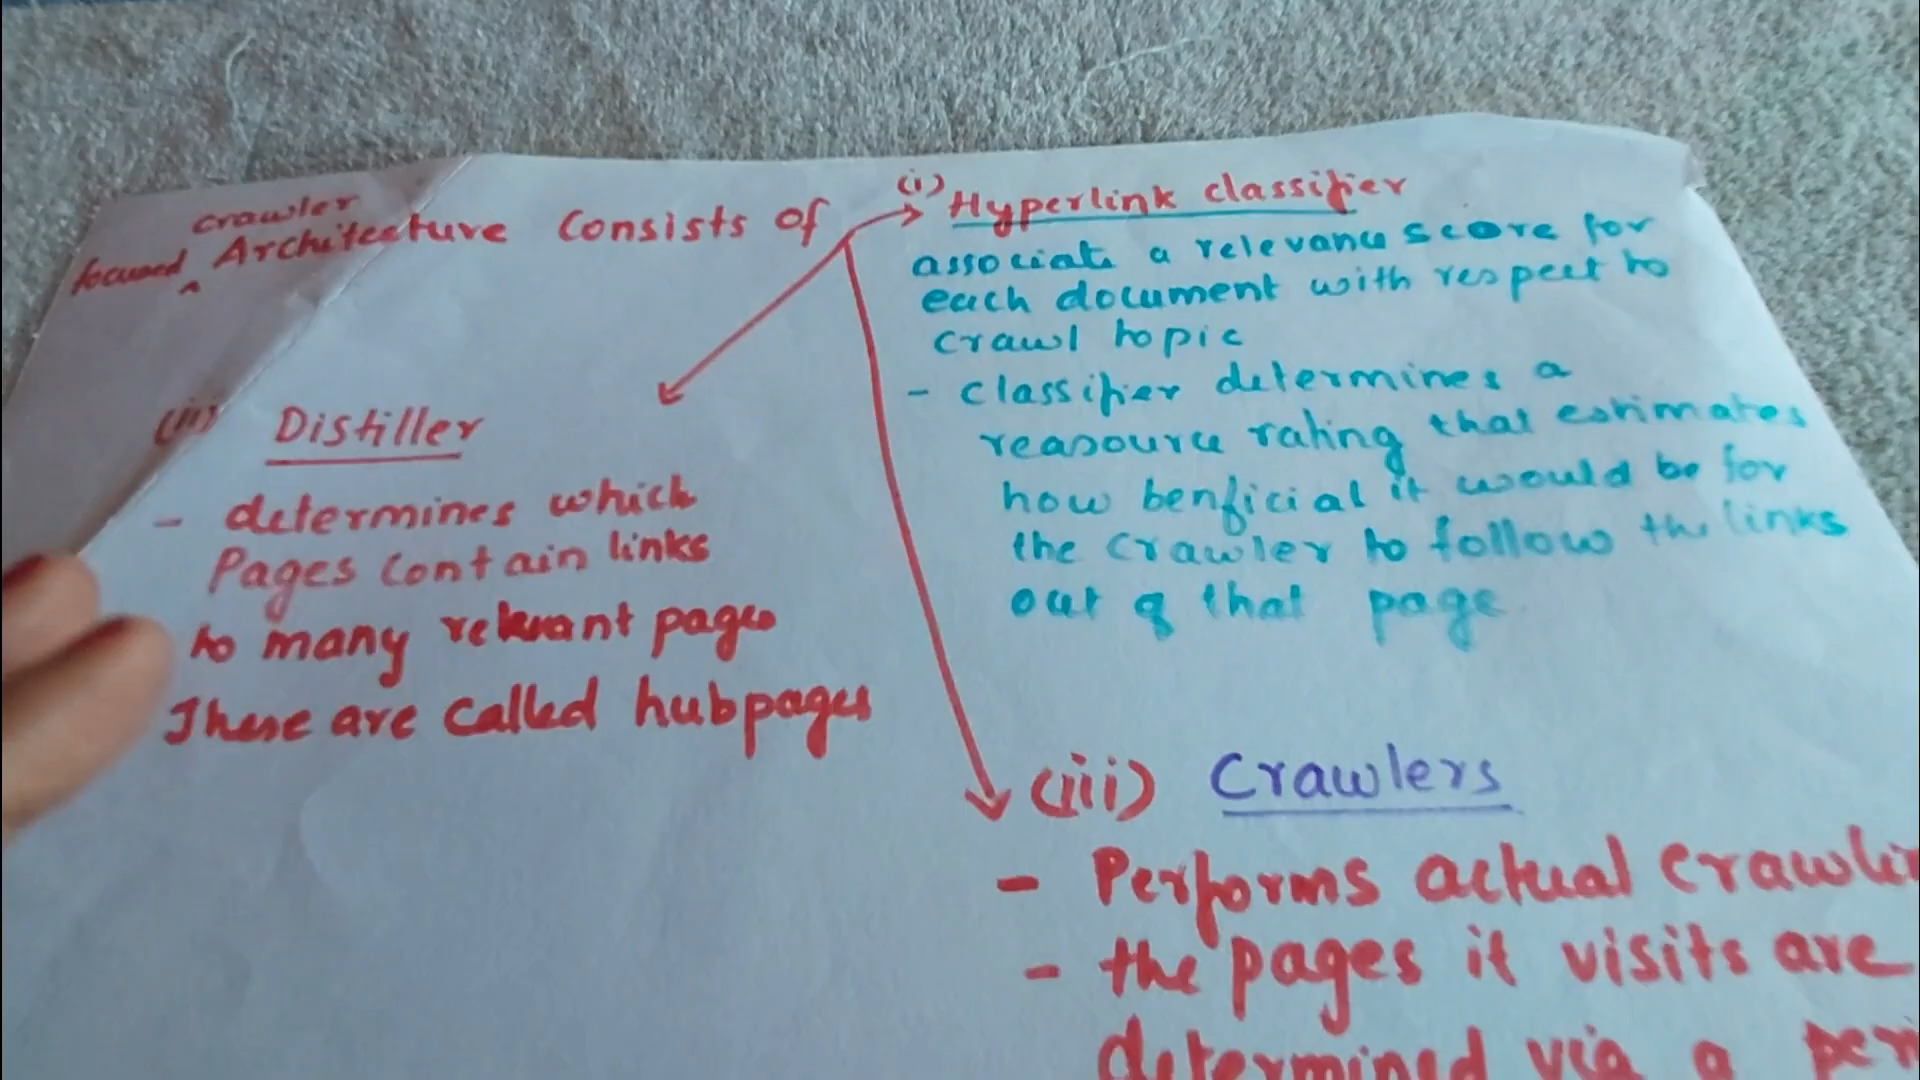 focused crawler Architecture Consists of
(i) Hyperlink classifier
associate a relevance score for
each document with respect to
crawl topic
- classifier determines a
reasource rating that estimates
how benficial it would be for
the crawler to follow the links
out of that page
(ii) Distiller
- determines which
Pages contain links
to many relevant pages
These are called hubpages
(iii) Crawlers
- Performs actual
- the pages it visits are
determined via a